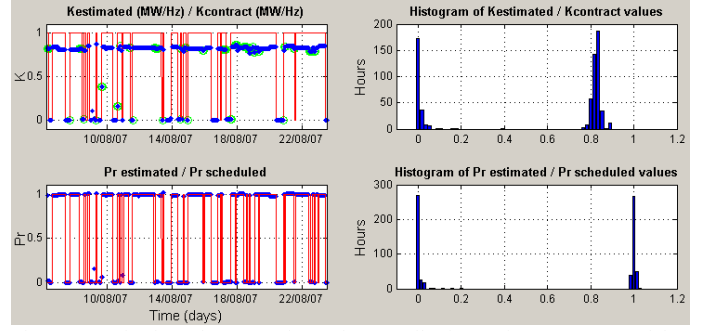 Kestimated (MW/Hz) / Kcontract (MW/Hz)
1
0.5
0
K
10/08/07 14/08/07 18/08/07 22/08/07
Histogram of Kestimated / Kcontract values
200
150
100
50
0
Hours
0 0.2 0.4 0.6 0.8 1 1.2
Pr estimated / Pr scheduled
1
0.5
0
Pr
10/08/07 14/08/07 18/08/07 22/08/07
Time (days)
Histogram of Pr estimated / Pr scheduled values
300
200
100
0
Hours
0 0.2 0.4 0.6 0.8 1 1.2